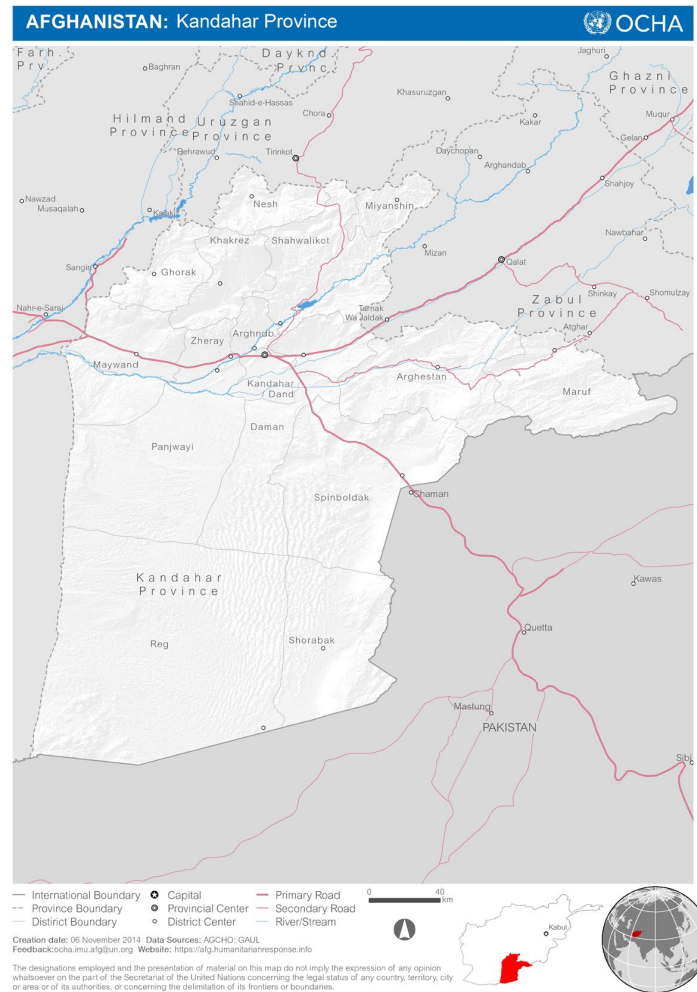 AFGHANISTAN: Kandahar Province
OCHA
Farh.
Prv.
Baghran
Dayknd
Prvnc
Jaghuri
Ghazni
Province
Shahid-e-Hassas
Khasuruzgan
Chora
Kakar
Muqur
Hilmand
Province
Uruzgan
Province
Gelan
Dehrawud
Tirinkot
Daychopan
Arghandab
Shahjoy
Nawzad
Musaqalah
Kajaki
Nesh
Miyanshin
Khakrez
Shahwalikot
Nawbahar
Mizan
Sangin
Ghorak
Qalat
Shinkay
Shomulzay
Zabul
Province
Nahr-e-Saraj
Tarnak
Wa Jaldak
Atghar
Zheray
Arghndb.
Maywand
Kandahar
Dand
Arghestan
Maruf
Daman
Panjwayi
Spinboldak
Chaman
Kandahar
Province
Kawas
Quetta
Reg
Shorabak
Mastung
PAKISTAN
Sibi
International Boundary
Province Boundary
District Boundary
Capital
Provincial Center
District Center
Primary Road
Secondary Road
River/Stream
0 40
km
Kabul
Creation date: 06 November 2014 Data Sources: AGCHO; GAUL
Feedback:ocha.imu.afg@un.org Website: https://afg.humanitarianresponse.info
The designations employed and the presentation of material on this map do not imply the expression of any opinion
whatsoever on the part of the Secretariat of the United Nations concerning the legal status of any country, territory, city
or area or of its authorities, or concerning the delimitation of its frontiers or boundaries.